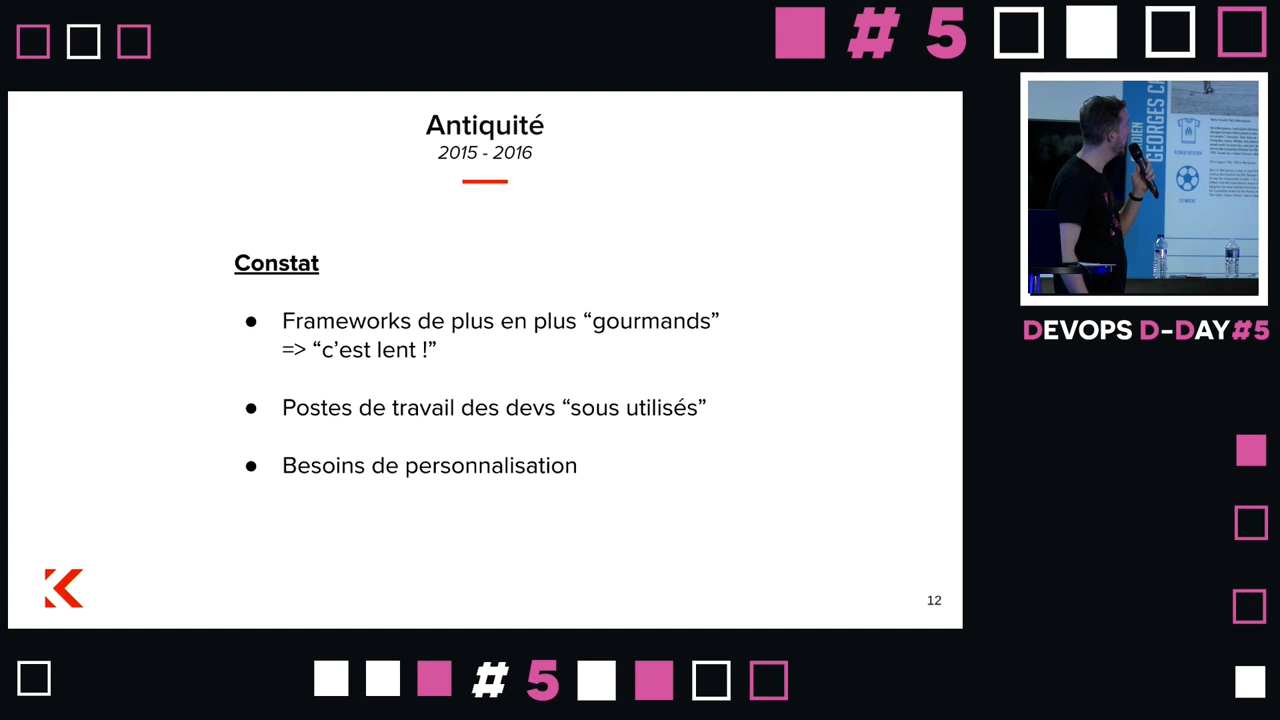 # 5
Antiquité
2015 - 2016
Constat
● Frameworks de plus en plus “gourmands”
=> “c’est lent !”
● Postes de travail des devs “sous utilisés”
● Besoins de personnalisation
12
GEORGES
DEVOPS D-DAY#5
# 5